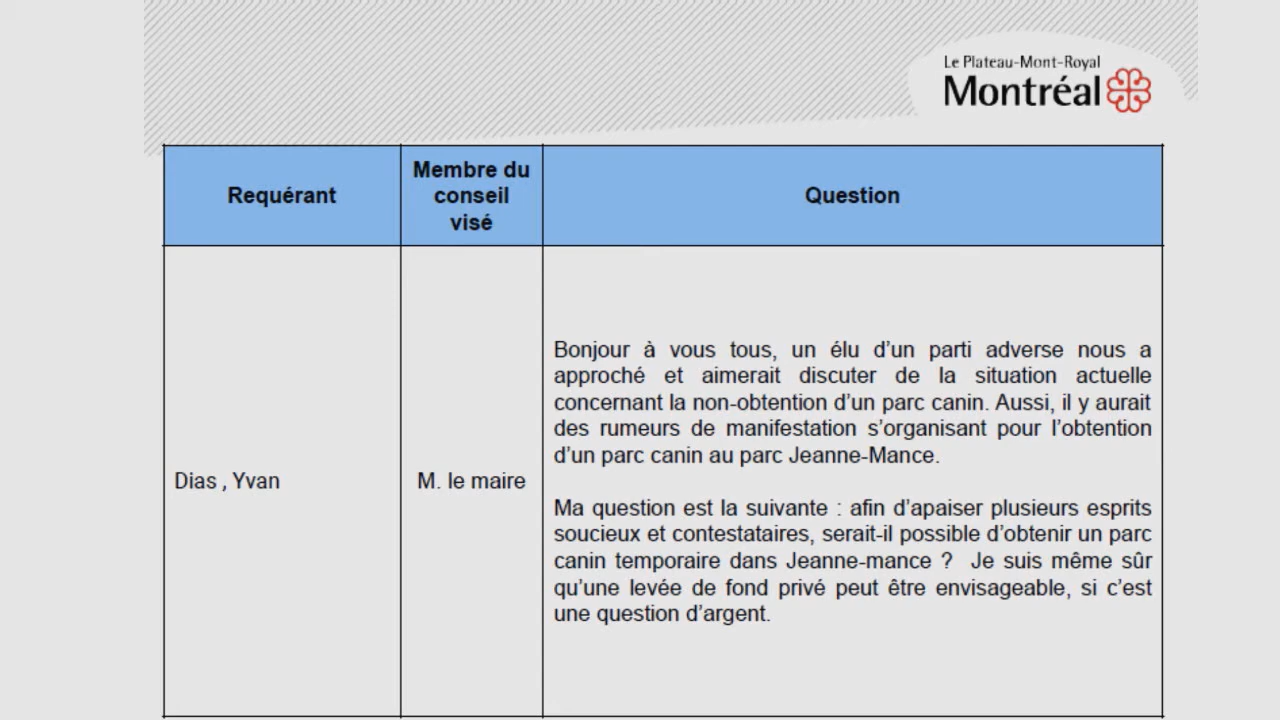 Le Plateau-Mont-Royal
Montréal
Requérant
Membre du
conseil
visé
Question
Dias , Yvan
M. le maire
Bonjour à vous tous, un élu d’un parti adverse nous a
approché et aimerait discuter de la situation actuelle
concernant la non-obtention d’un parc canin. Aussi, il y aurait
des rumeurs de manifestation s’organisant pour l’obtention
d’un parc canin au parc Jeanne-Mance.
Ma question est la suivante : afin d’apaiser plusieurs esprits
soucieux et contestataires, serait-il possible d’obtenir un parc
canin temporaire dans Jeanne-mance ? Je suis même sûr
qu’une levée de fond privé peut être envisageable, si c’est
une question d’argent.